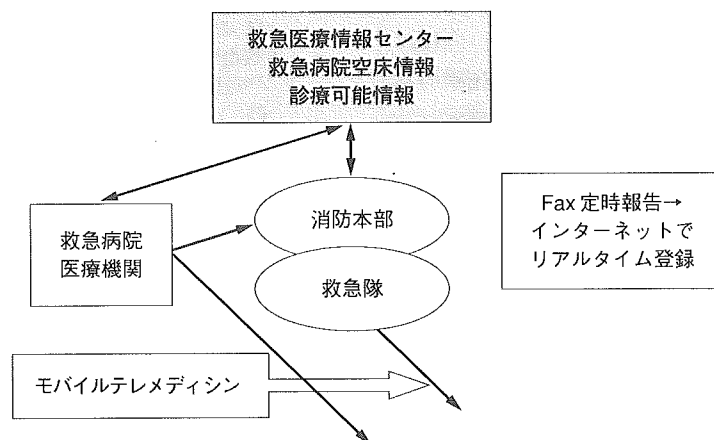 救急医療情報センター
救急病院空床情報
診療可能情報
消防本部
救急隊
救急病院
医療機関
Fax 定時報告→
インターネットで
リアルタイム登録
モバイルテレメディシン